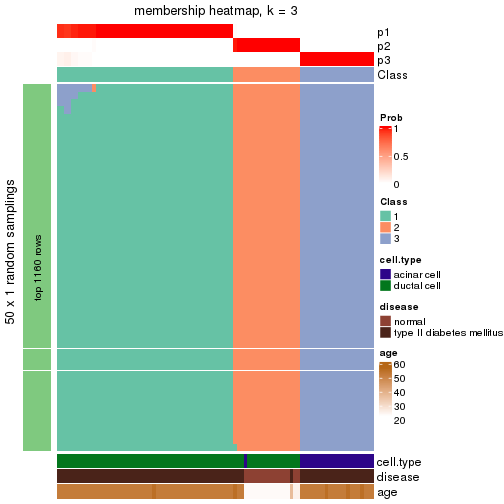 membership heatmap, k = 3
p1
p2
p3
Class
50 x 1 random samplings
top 1160 rows
Prob
1
0.5
0
Class
1
2
3
cell.type
acinar cell
ductal cell
disease
normal
type II diabetes mellitus
age
60
50
40
30
20
cell.type
disease
age